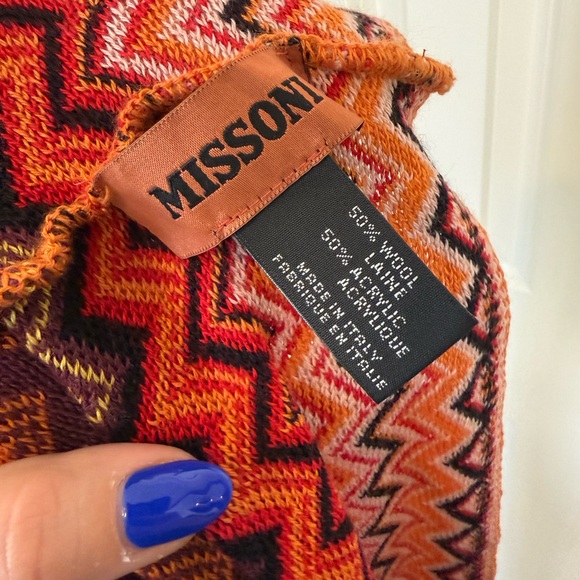 MISSONI
50% WOOL
LAINE
50% ACRYLIC
ACRYLIQUE
MADE IN ITALY
FABRIQUE EN ITALIE